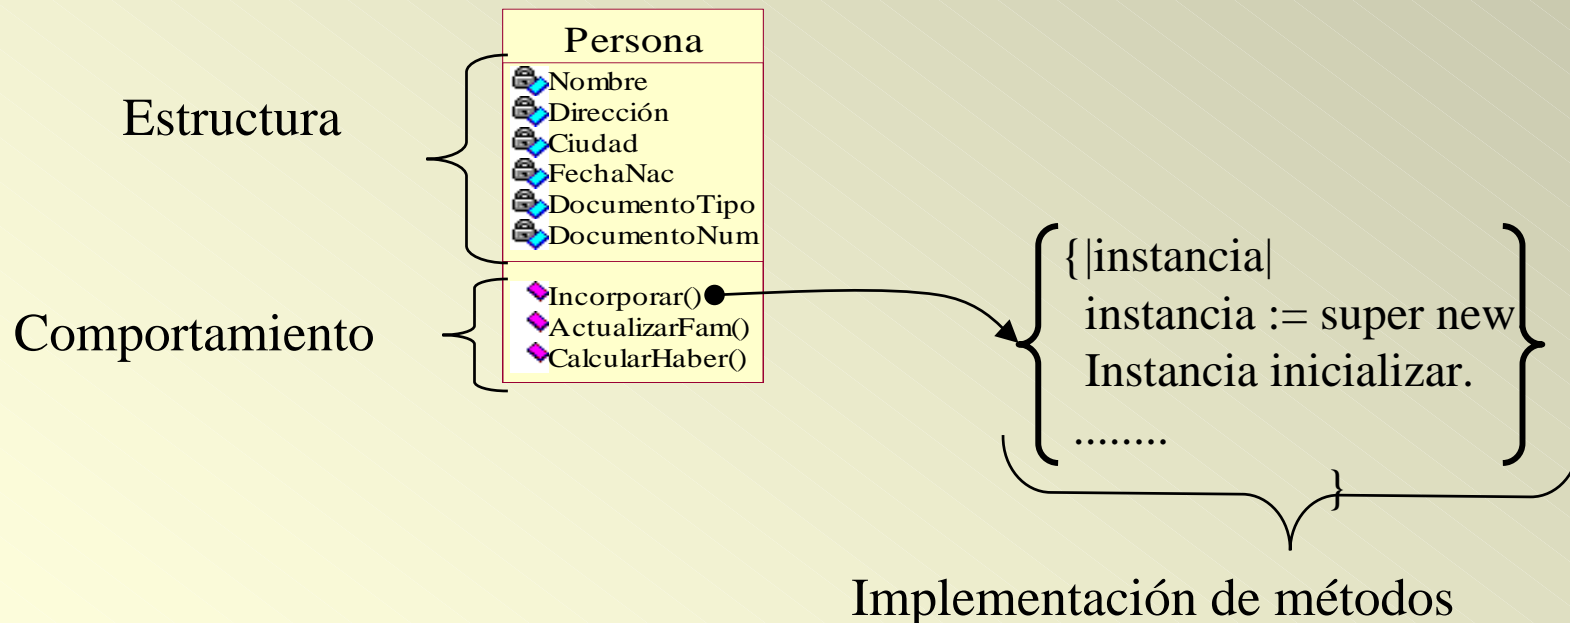 Persona
Estructura
Nombre
Dirección
Ciudad
FechaNac
DocumentoTipo
DocumentoNum
Comportamiento
Incorporar()
ActualizarFam()
CalcularHaber()
{|instancia|
instancia := super new
Instancia inicializar.
........
}
Implementación de métodos